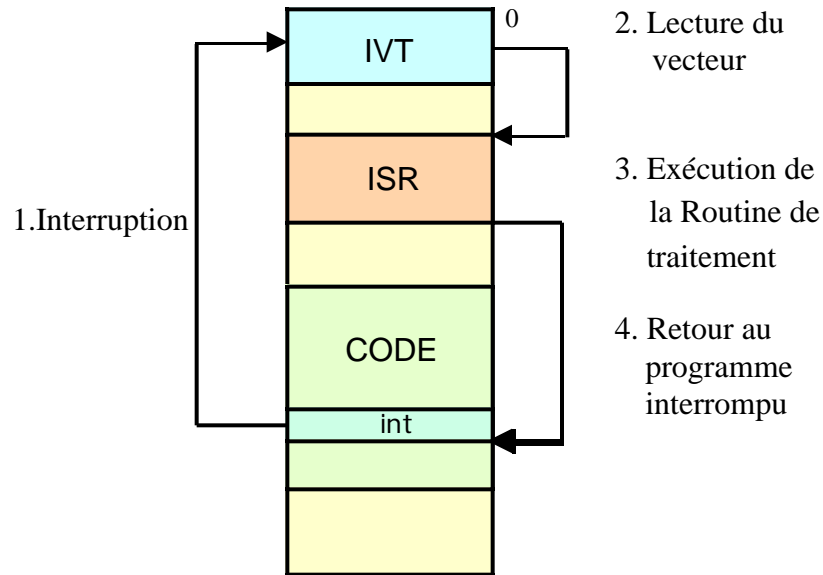 0
IVT
2. Lecture du
vecteur
ISR
3. Exécution de
la Routine de
traitement
1.Interruption
CODE
4. Retour au
programme
interrompu
int